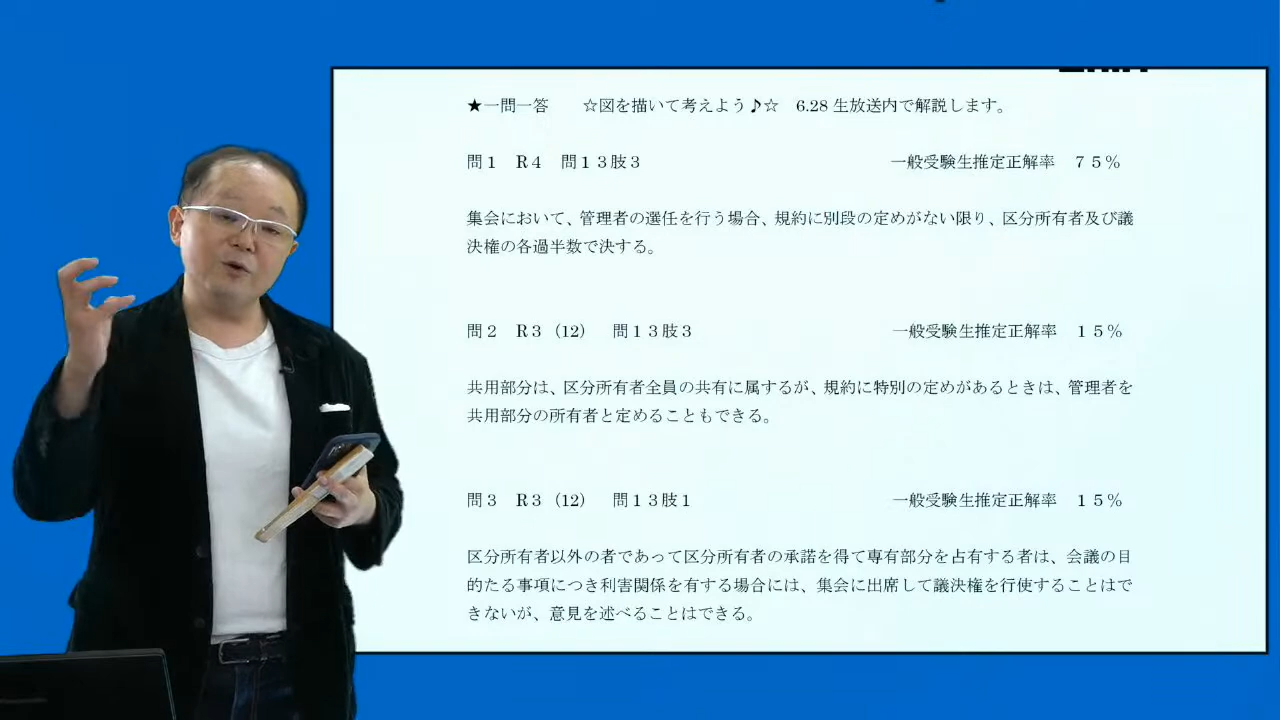 ★一問一答　　☆図を描いて考えよう♪☆　6.28 生放送内で解説します。
問１　R４　問１３肢３　一般受験生推定正解率　７５％
集会において、管理者の選任を行う場合、規約に別段の定めがない限り、区分所有者及び議
決権の各過半数で決する。
問２　R３（12）　問１３肢３　一般受験生推定正解率　１５％
共用部分は、区分所有者全員の共有に属するが、規約に特別の定めがあるときは、管理者を
共用部分の所有者と定めることもできる。
問３　R３（12）　問１３肢１　一般受験生推定正解率　１５％
区分所有者以外の者であって区分所有者の承諾を得て専有部分を占有する者は、会議の目
的たる事項につき利害関係を有する場合には、集会に出席して議決権を行使することはで
きないが、意見を述べることはできる。